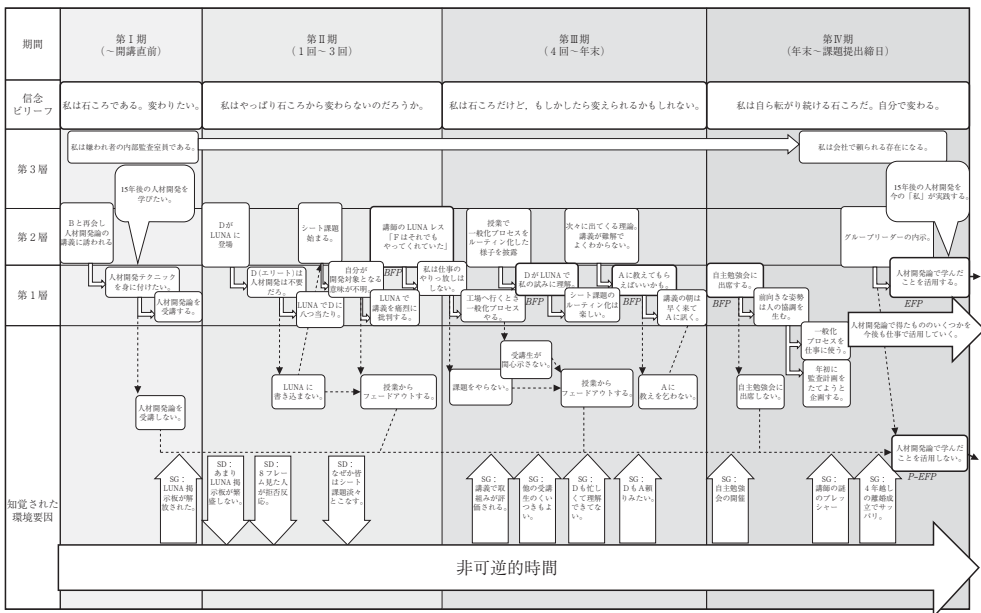 期間
第Ⅰ期
(~開講直前)
第Ⅱ期
(1回~3回)
第Ⅲ期
(4回~年末)
第Ⅳ期
(年末~課題提出締日)
信念
ビリーフ
私は石ころである。変わりたい。
私はやっぱり石ころから変わらないのだろうか。
私は石ころだけど,もしかしたら変えられるかもしれない。
私は自ら転がり続ける石ころだ。自分で変わる。
第3層
私は嫌われ者の内部監査室員である。
私は会社で頼られる存在になる。
15年後の人材開発を
学びたい。
15年後の人材開発を
今の「私」が実践する。
第2層
Bと再会し
人材開発論の
講義に誘われる
Dが
LUNAに
登場
シート課題
始まる。
講師のLUNAレス
「Fはそれでも
やってくれていた」
授業で
一般化プロセスを
ルーティン化した
様子を披露
次々に出てくる理論。
講義が難解で
よくわからない。
グループリーダーの内示。
第1層
人材開発テクニック
を身に付けたい。
人材開発論を
受講する。
D(エリート)は
人材開発は不要
だろ。
LUNAでDに
八つ当たり。
自分が
開発対象となる
意味が不明。
BFP
LUNAで
講義を痛烈に
批判する。
私は仕事の
やりっ放しは
しない。
工場へ行くとき
一般化プロセス
やる。
DがLUNAで
私の試みに理解。
BFP
シート課題の
ルーティン化は
楽しい。
Aに教えてもら
えばいいかも。
BFP
講義の朝は
早く来て
Aに訊く。
自主勉強会に
出席する。
BFP
前向きな姿勢
は人の協調を
生む。
一般化
プロセスを
仕事に使う。
年初に
監査計画を
たてようと
企画する。
人材開発論で学んだ
ことを活用する。
EFP
人材開発論で得たもののいくつかを
今後も仕事で活用していく。
人材開発論を
受講しない。
LUNAに
書き込まない。
授業から
フェードアウトする。
課題をやらない。
受講生が
関心示さない。
授業から
フェードアウトする。
Aに
教えを乞わない。
自主勉強会に
出席しない。
人材開発論で学んだ
ことを活用しない。
P-EFP
知覚された
環境要因
SG:
LUNA掲
示板が解
放された。
SD:
あまり
LUNA掲
示板が繁
盛しない。
SD:
8フレー
ム見た人
が拒否反
応。
SD:
なぜか皆
はシート
課題淡々
とこなす。
SG:
講義で取
組みが評
価される。
SG:
他の受講
生のくい
つきもよ
い。
SG:
Dも忙し
くて理解
できてな
い。
SG:
DもA頼
りみたい。
SG:
自主勉強
会の開催
SG:
講師の謎
のプレッ
シャー
SG:
4年越し
の離婚成
立でサッ
パリ。
非可逆的時間